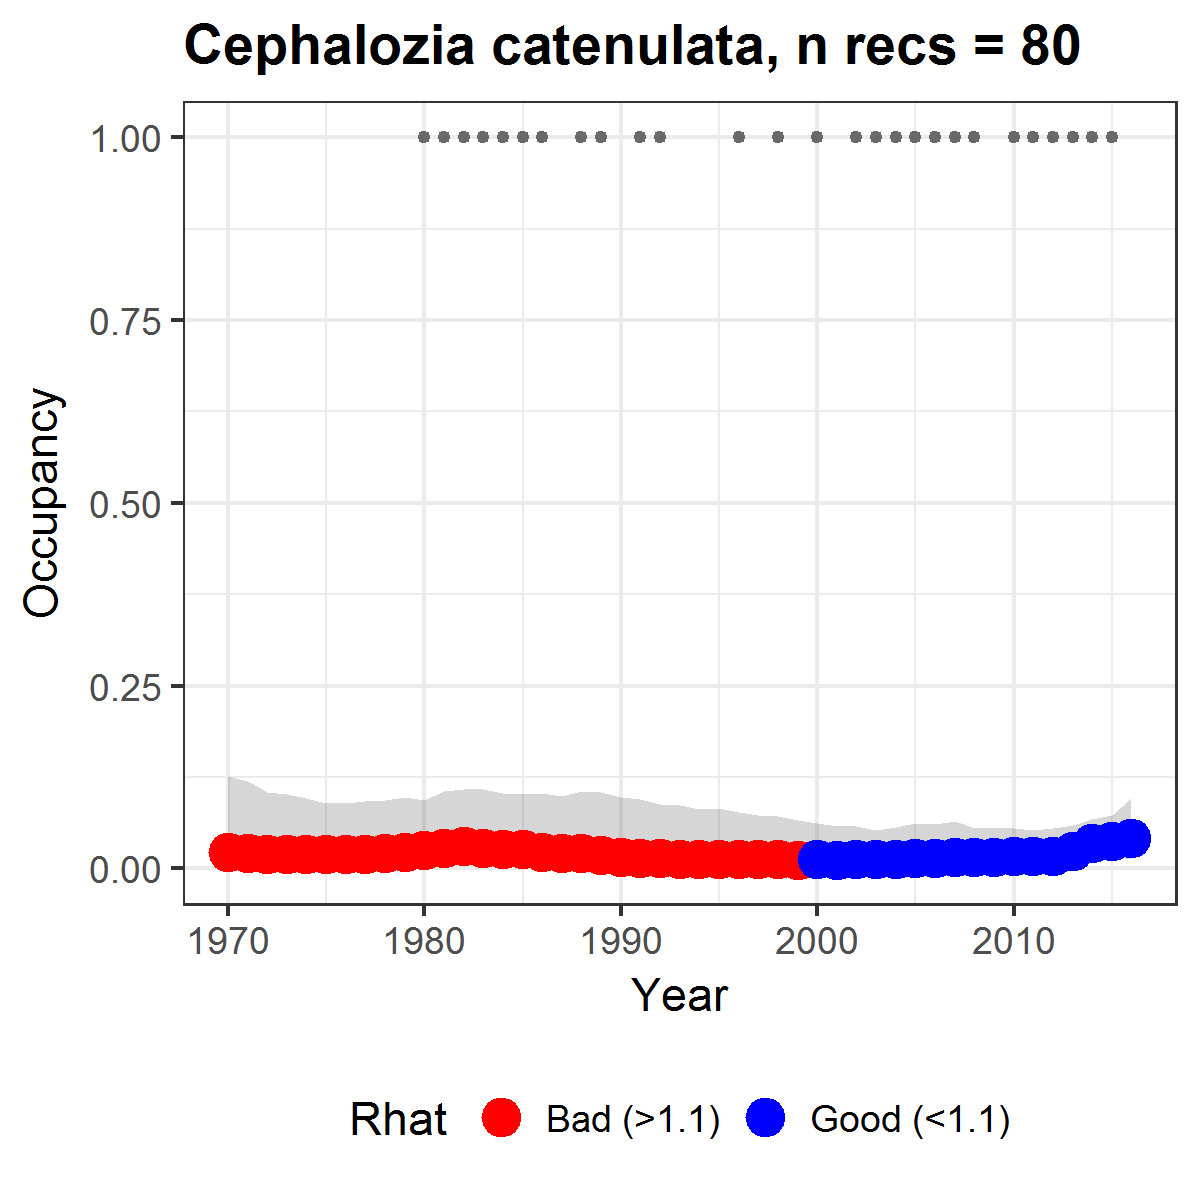 Cephalozia catenulata, n recs = 80
1.00
0.75
0.50
0.25
0.00
Occupancy
1970 1980 1990 2000 2010
Year
Rhat Bad (>1.1) Good (<1.1)